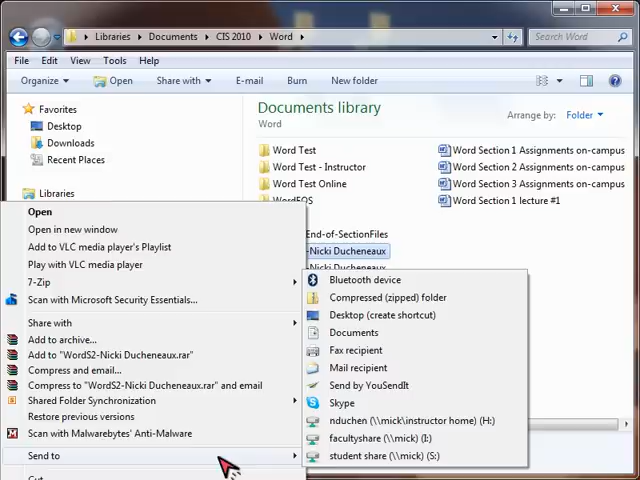 Libraries ▸ Documents ▸ CIS 2010 ▸ Word ▸
Search Word
File Edit View Tools Help
Organize Open Share with E-mail Burn New folder
Favorites
Desktop
Downloads
Recent Places
Libraries
Documents library
Word
Arrange by: Folder
Word Test
Word Test - Instructor
Word Test Online
WordEOS
End-of-SectionFiles
-Nicki Ducheneaux
-Nicki Ducheneaux
Word Section 1 Assignments on-campus
Word Section 2 Assignments on-campus
Word Section 3 Assignments on-campus
Word Section 1 lecture #1
Open
Open in new window
Add to VLC media player's Playlist
Play with VLC media player
7-Zip
Scan with Microsoft Security Essentials...
Share with
Add to archive...
Add to "WordS2-Nicki Ducheneaux.rar"
Compress and email...
Compress to "WordS2-Nicki Ducheneaux.rar" and email
Shared Folder Synchronization
Restore previous versions
Scan with Malwarebytes' Anti-Malware
Send to
Cut
Bluetooth device
Compressed (zipped) folder
Desktop (create shortcut)
Documents
Fax recipient
Mail recipient
Send by YouSendIt
Skype
nduchen (\\mick\instructor home) (H:)
facultyshare (\\mick) (I:)
student share (\\mick) (S:)